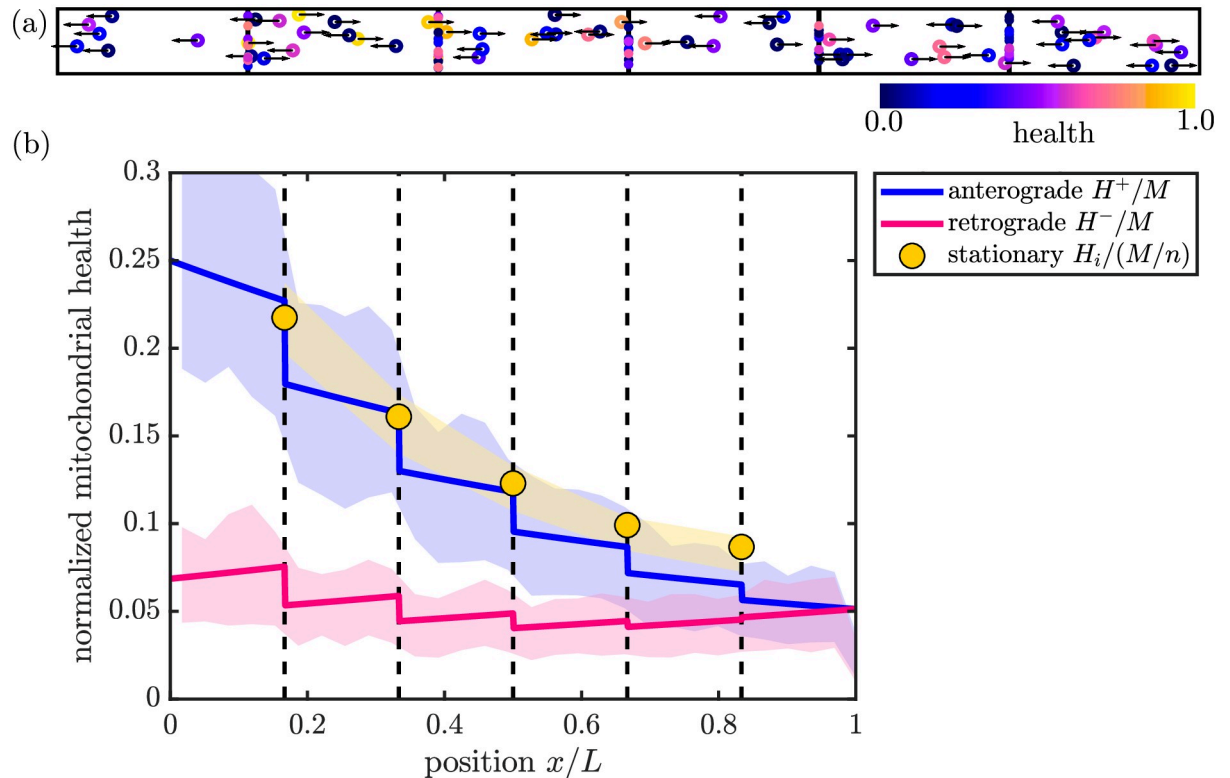 (a)
0.0 1.0
health
(b)
0.3
0.25
0.2
0.15
0.1
0.05
0
normalized mitochondrial health
0 0.2 0.4 0.6 0.8 1
position x/L
anterograde H⁺/M
retrograde H⁻/M
stationary Hᵢ/(M/n)